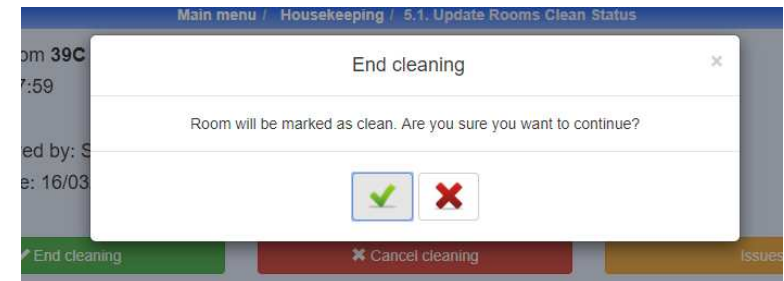 Main menu / Housekeeping / 5.1. Update Rooms Clean Status
39C
End cleaning
×
:59
Room will be marked as clean. Are you sure you want to continue?
ed by: S
e: 16/03
End cleaning
Cancel cleaning
Issues